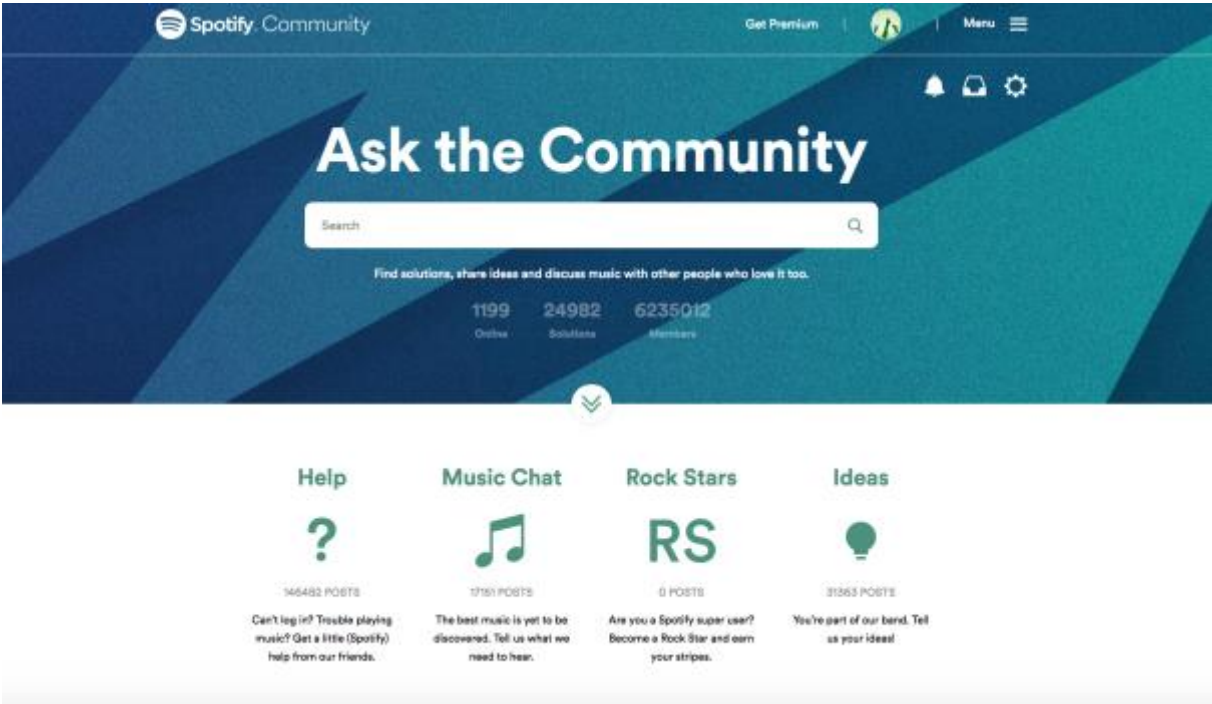 Spotify. Community
Get Premium
Menu
Ask the Community
Search
Find solutions, share ideas and discuss music with other people who love it too.
1199 24982 6235012
Online Solutions Members
Help Music Chat Rock Stars Ideas
?
RS
146482 POSTS 17151 POSTS 0 POSTS 31363 POSTS
Can't log in? Trouble playing
music? Get a little (Spotify)
help from our friends.
The best music is yet to be
discovered. Tell us what we
need to hear.
Are you a Spotify super user?
Become a Rock Star and earn
your stripes.
You're part of our band. Tell
us your ideas!